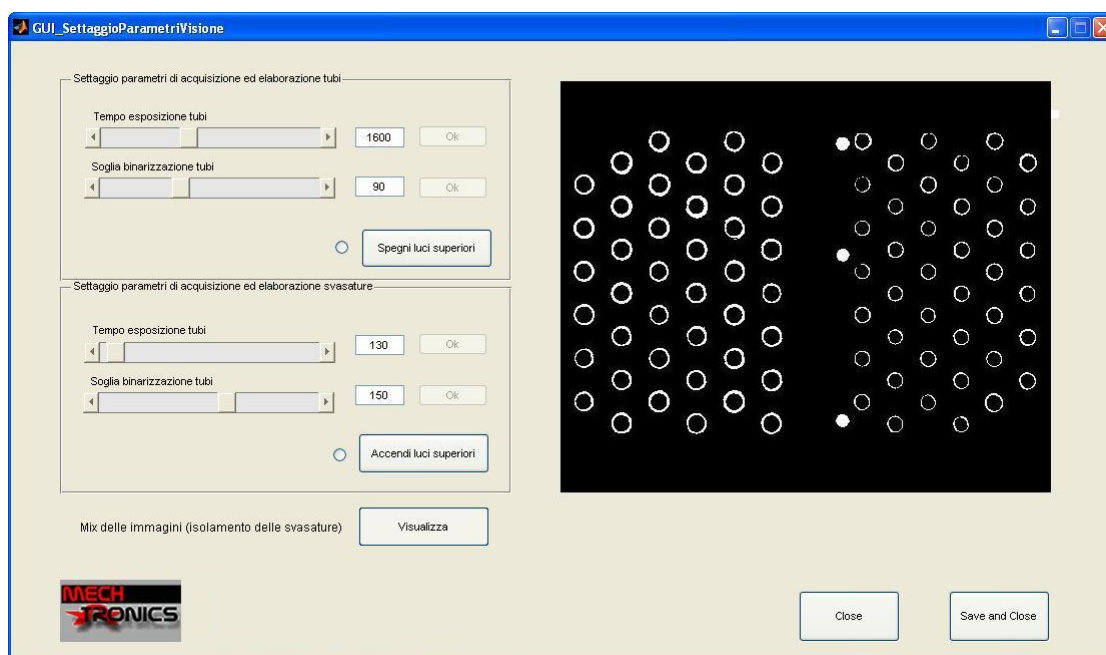 GUI_SettaggioParametriVisione
Settaggio parametri di acquisizione ed elaborazione tubi
Tempo esposizione tubi
1600
Ok
Soglia binarizzazione tubi
90
Ok
Spegni luci superiori
Settaggio parametri di acquisizione ed elaborazione svasature
Tempo esposizione tubi
130
Ok
Soglia binarizzazione tubi
150
Ok
Accendi luci superiori
Mix delle immagini (isolamento delle svasature)
Visualizza
MECH
TRONICS
Close
Save and Close